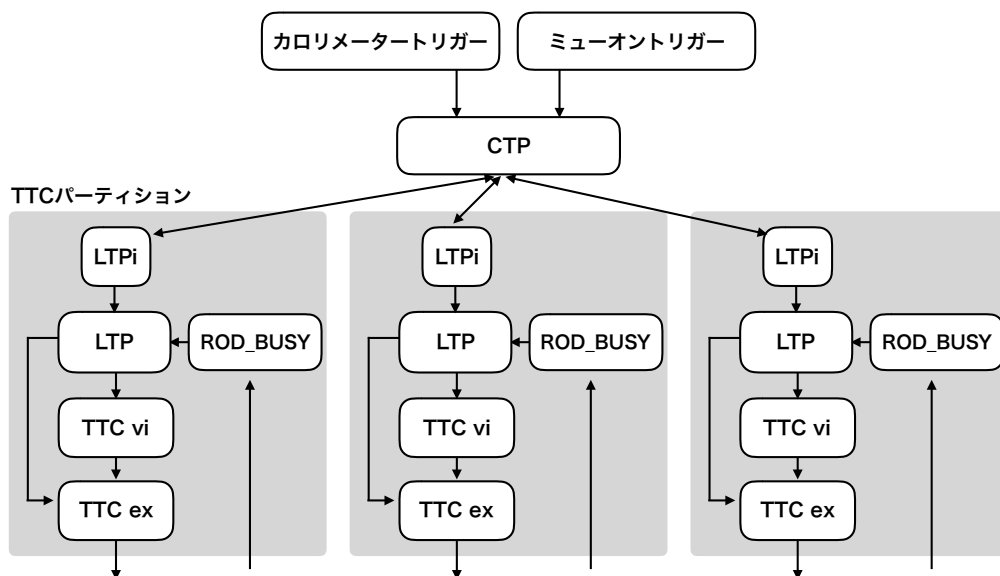 カロリメータートリガー
ミューオントリガー
CTP
TTCパーティション
LTPi
LTPi
LTPi
LTP
ROD_BUSY
LTP
ROD_BUSY
LTP
ROD_BUSY
TTC vi
TTC vi
TTC vi
TTC ex
TTC ex
TTC ex